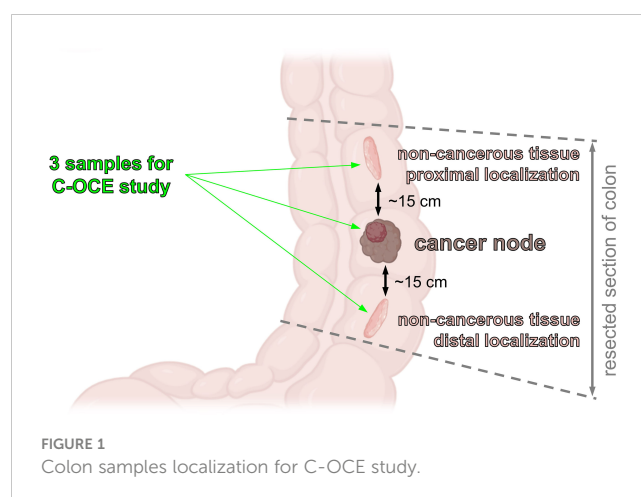 3 samples for
C-OCE study
non-cancerous tissue
proximal localization
~15 cm
cancer node
~15 cm
non-cancerous tissue
distal localization
resected section of colon
FIGURE 1
Colon samples localization for C-OCE study.